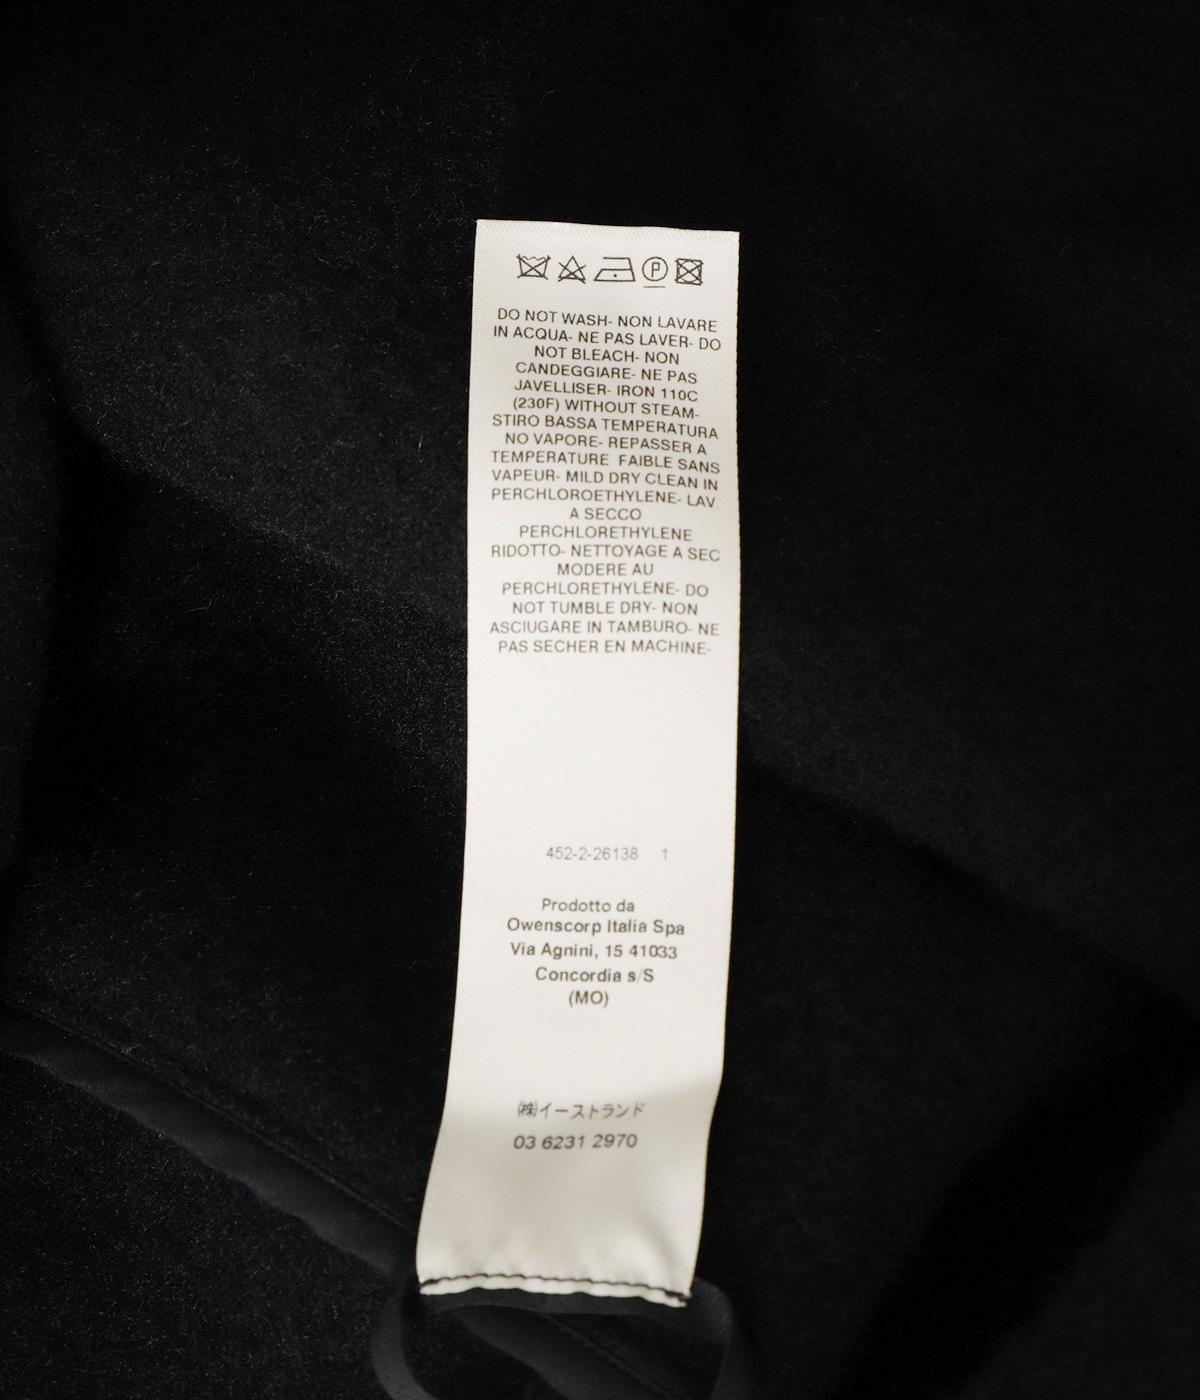 P
DO NOT WASH- NON LAVARE
IN ACQUA- NE PAS LAVER- DO
NOT BLEACH- NON
CANDEGGIARE- NE PAS
JAVELLISER- IRON 110C
(230F) WITHOUT STEAM-
STIRO BASSA TEMPERATURA
NO VAPORE- REPASSER A
TEMPERATURE FAIBLE SANS
VAPEUR- MILD DRY CLEAN IN
PERCHLOROETHYLENE- LAV.
A SECCO
PERCHLORETHYLENE
RIDOTTO- NETTOYAGE A SEC
MODERE AU
PERCHLORETHYLENE- DO
NOT TUMBLE DRY- NON
ASCIUGARE IN TAMBURO- NE
PAS SECHER EN MACHINE-
452-2-26138 1
Prodotto da
Owenscorp Italia Spa
Via Agnini, 15 41033
Concordia s/S
(MO)
㈱イーストランド
03 6231 2970